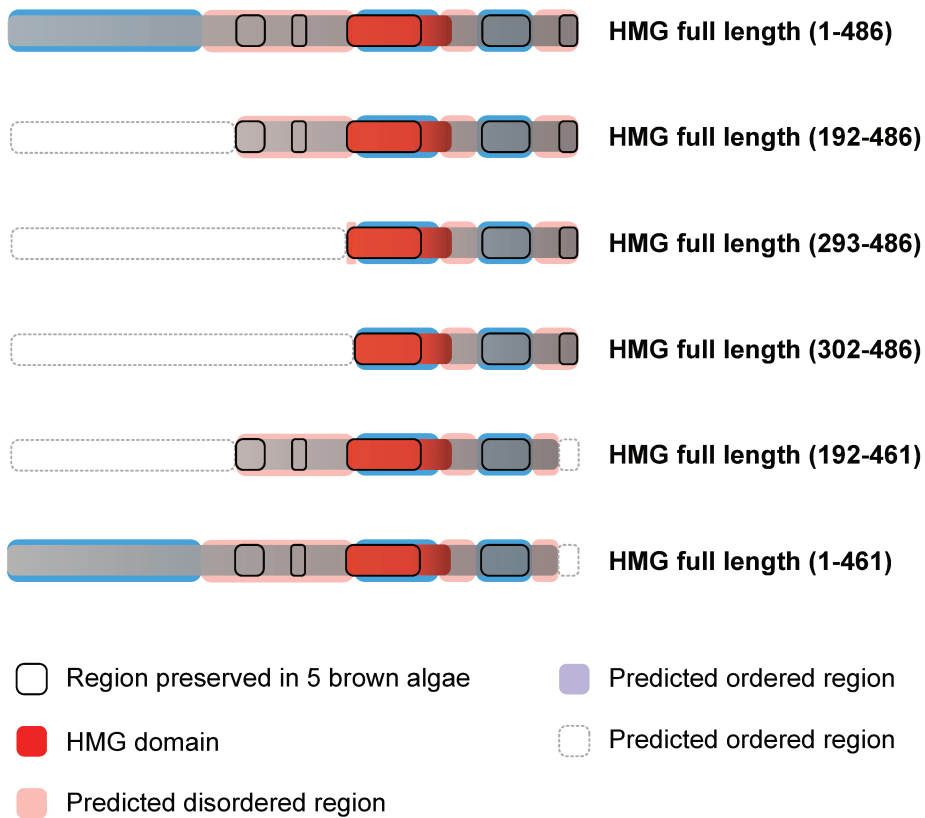 HMG full length (1-486)
HMG full length (192-486)
HMG full length (293-486)
HMG full length (302-486)
HMG full length (192-461)
HMG full length (1-461)
Region preserved in 5 brown algae
Predicted ordered region
HMG domain
Predicted ordered region
Predicted disordered region